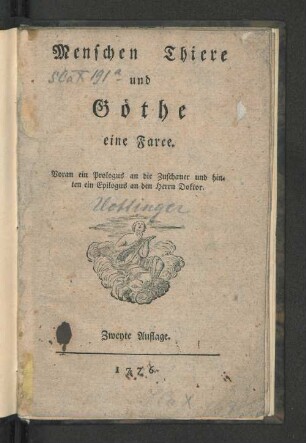 Menschen Thiere
und
Göthe
eine Farce.
Voran ein Prologus an die Zuschauer und hin-
ten ein Epilogus an den Herrn Doktor.
Zweyte Auflage.
1776.